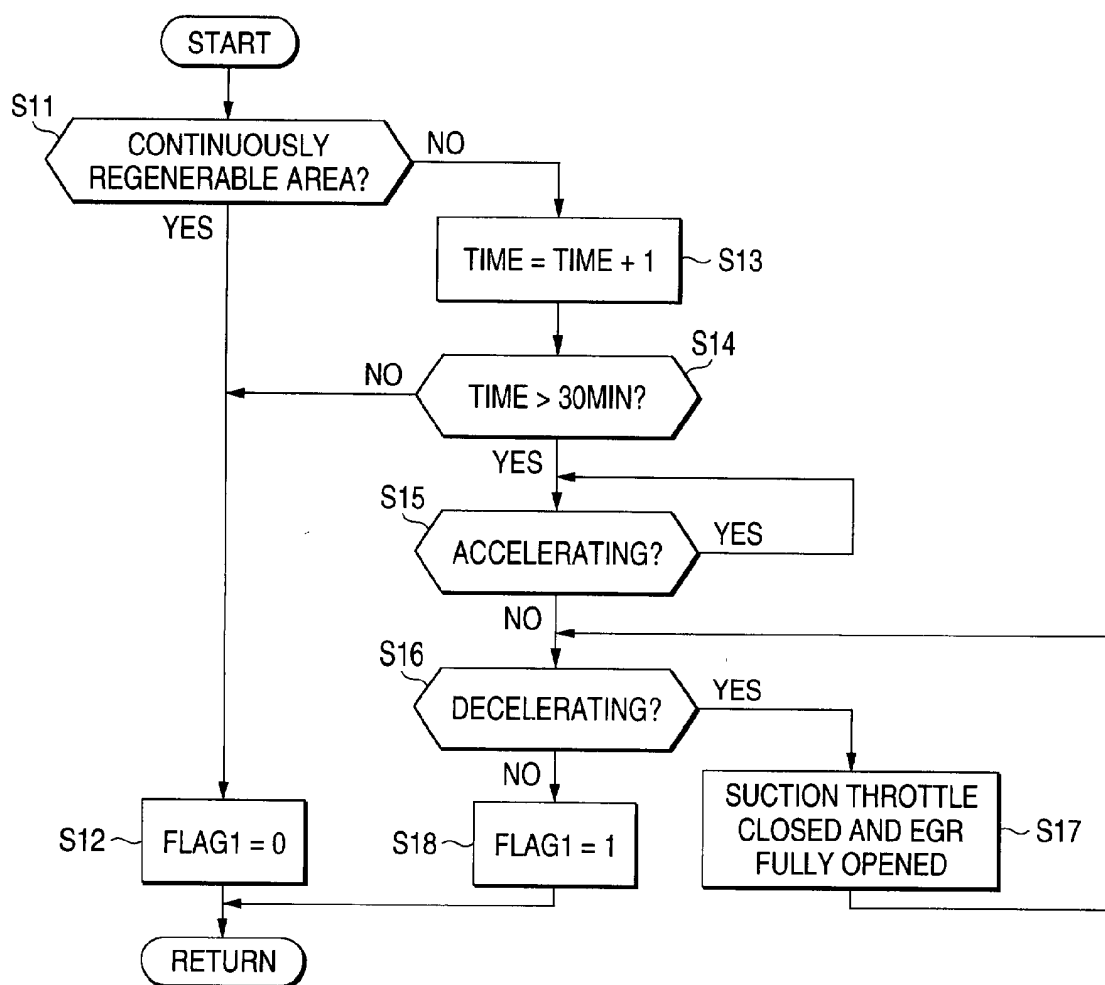 START
S11
CONTINUOUSLY
REGENERABLE AREA?
NO
YES
TIME = TIME + 1
S13
S14
NO
TIME > 30MIN?
YES
S15
ACCELERATING?
YES
NO
S16
DECELERATING?
YES
NO
S12
FLAG1 = 0
S18
FLAG1 = 1
SUCTION THROTTLE
CLOSED AND EGR
FULLY OPENED
S17
RETURN